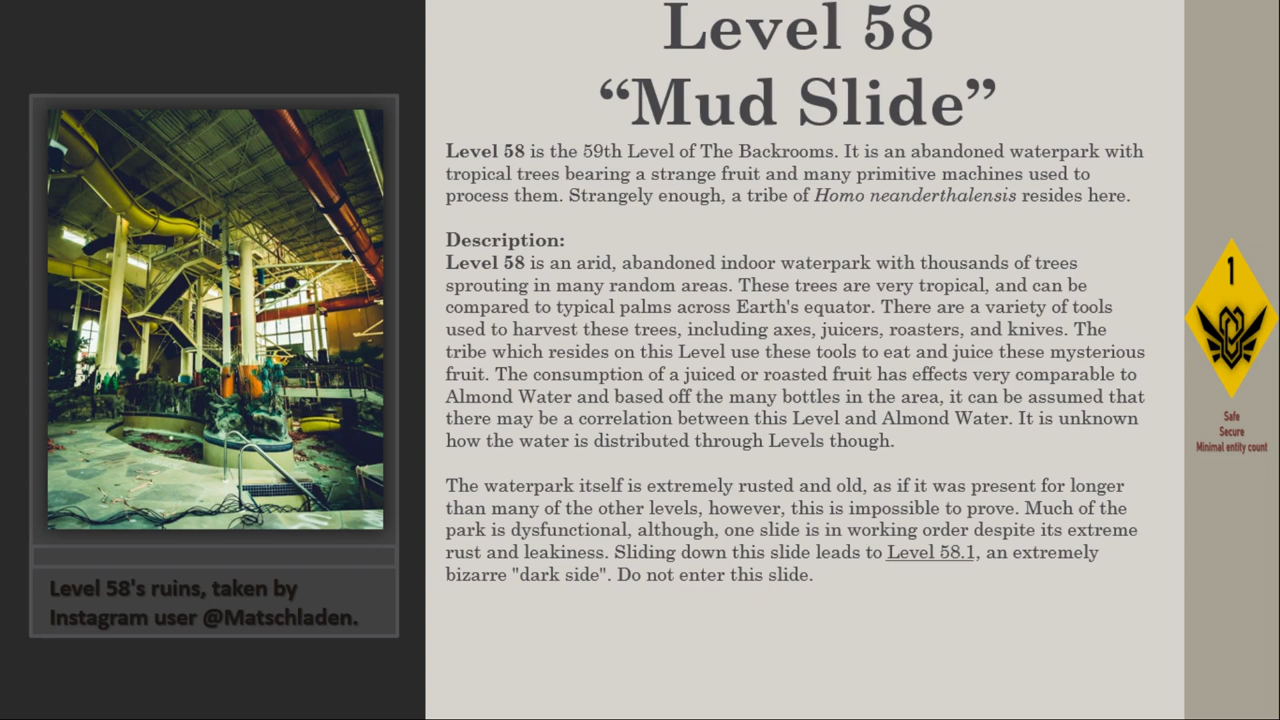 Level 58
“Mud Slide”
Level 58 is the 59th Level of The Backrooms. It is an abandoned waterpark with
tropical trees bearing a strange fruit and many primitive machines used to
process them. Strangely enough, a tribe of Homo neanderthalensis resides here.
Description:
Level 58 is an arid, abandoned indoor waterpark with thousands of trees
sprouting in many random areas. These trees are very tropical, and can be
compared to typical palms across Earth's equator. There are a variety of tools
used to harvest these trees, including axes, juicers, roasters, and knives. The
tribe which resides on this Level use these tools to eat and juice these mysterious
fruit. The consumption of a juiced or roasted fruit has effects very comparable to
Almond Water and based off the many bottles in the area, it can be assumed that
there may be a correlation between this Level and Almond Water. It is unknown
how the water is distributed through Levels though.
The waterpark itself is extremely rusted and old, as if it was present for longer
than many of the other levels, however, this is impossible to prove. Much of the
park is dysfunctional, although, one slide is in working order despite its extreme
rust and leakiness. Sliding down this slide leads to Level 58.1, an extremely
bizarre "dark side". Do not enter this slide.
Level 58's ruins, taken by
Instagram user @Matschladen.
1
Safe
Secure
Minimal entity count